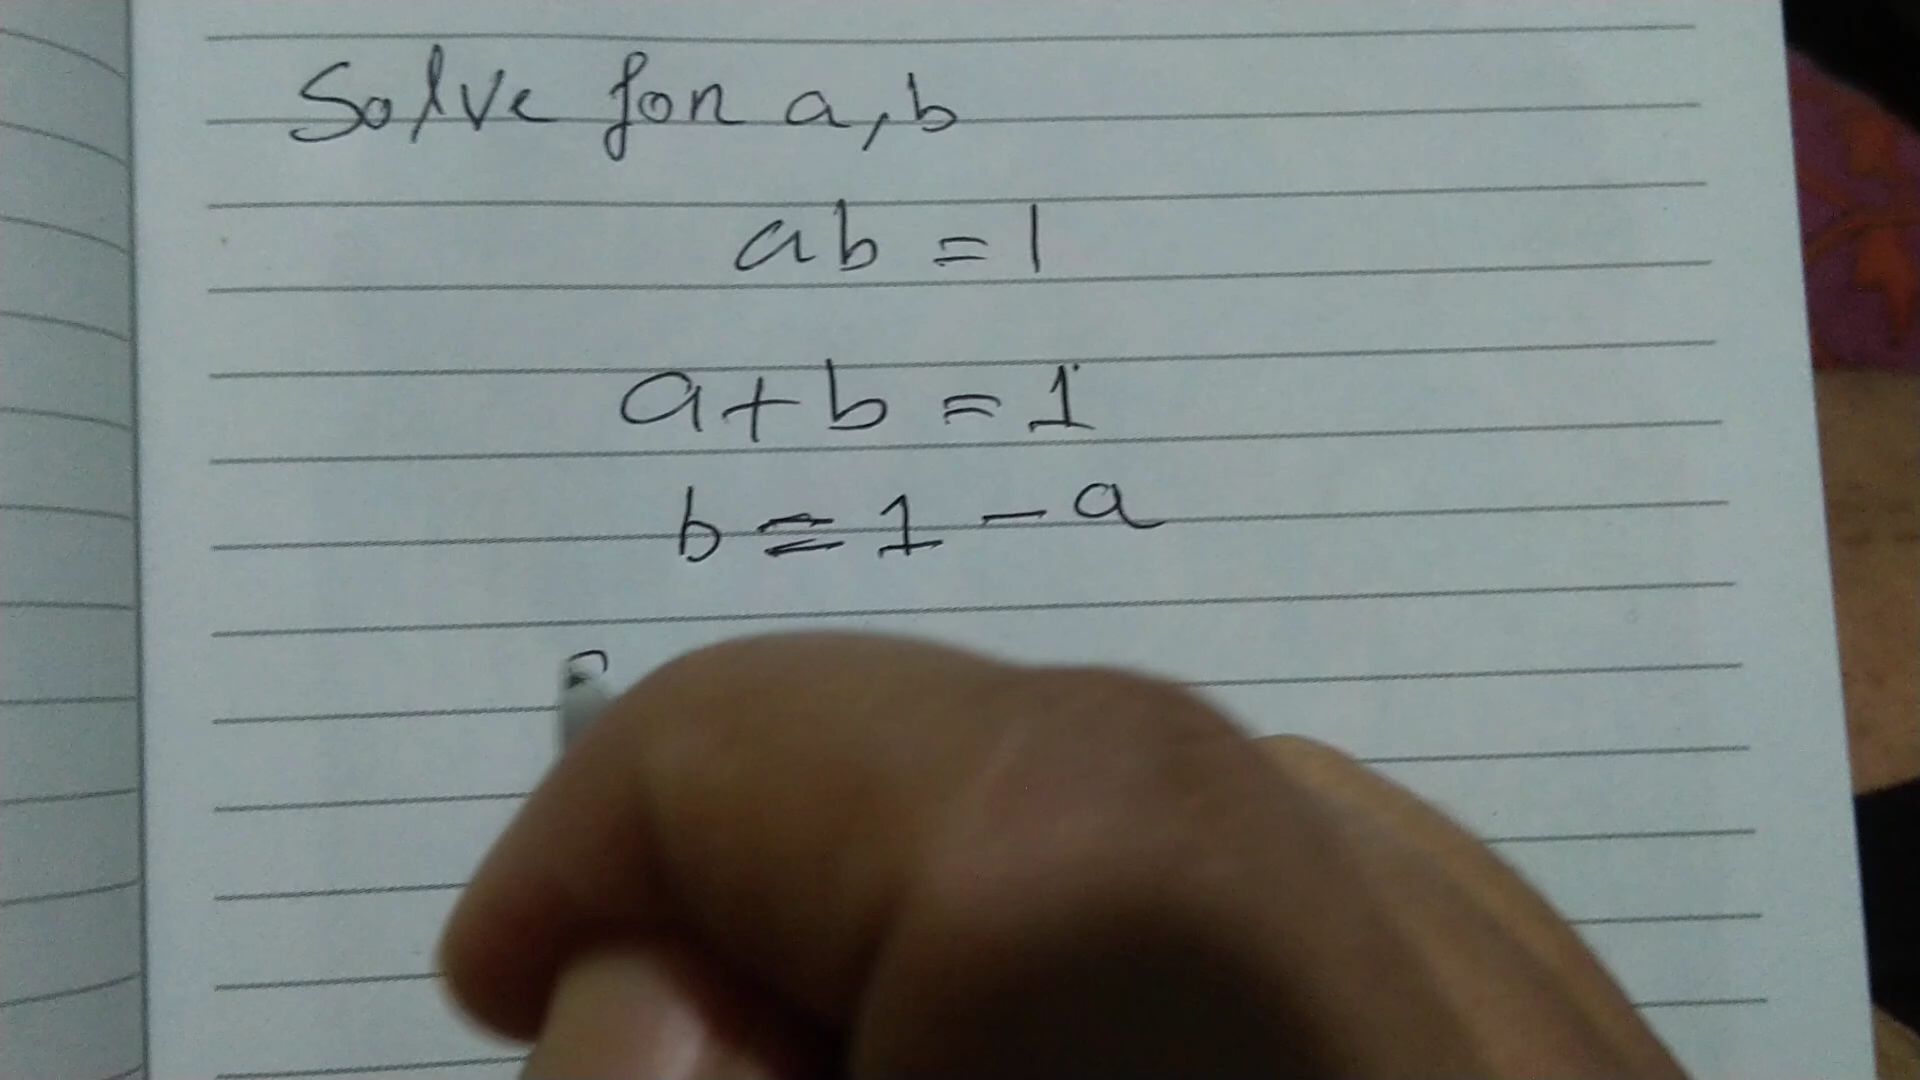 Solve for a, b
ab = 1
a + b = 1
b = 1 - a